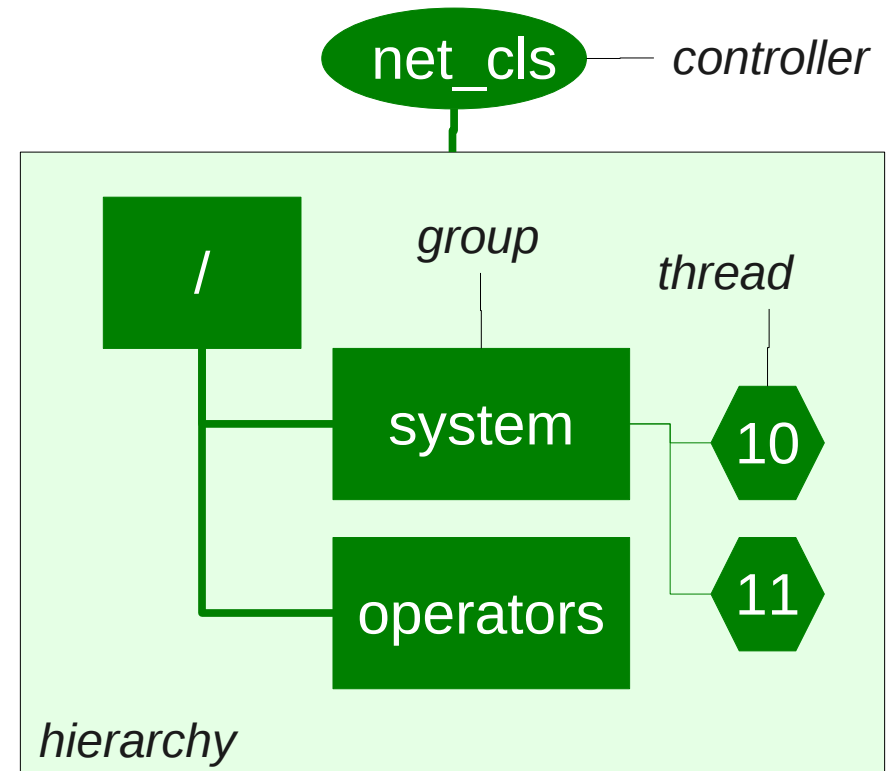 net_cls
controller
/
group
thread
system
10
operators
11
hierarchy